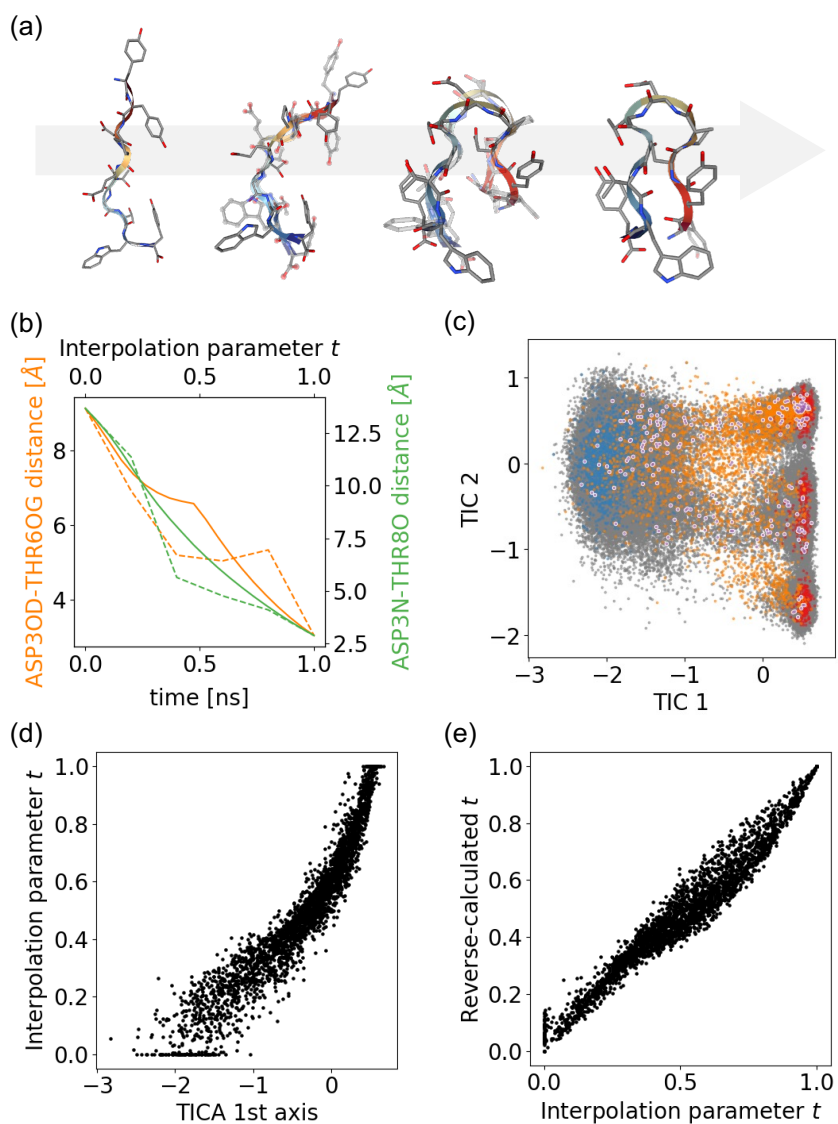 (a)
(b)
Interpolation parameter t
0.0 0.5 1.0
ASP3OD-THR6OG distance [Å]
8
6
4
ASP3N-THR8O distance [Å]
12.5
10.0
7.5
5.0
2.5
0.0 0.5 1.0
time [ns]
(c)
TIC 2
1
0
−1
−2
−3 −2 −1 0
TIC 1
(d)
Interpolation parameter t
1.0
0.8
0.6
0.4
0.2
0.0
−3 −2 −1 0
TICA 1st axis
(e)
Reverse-calculated t
1.0
0.8
0.6
0.4
0.2
0.0
0.0 0.5 1.0
Interpolation parameter t